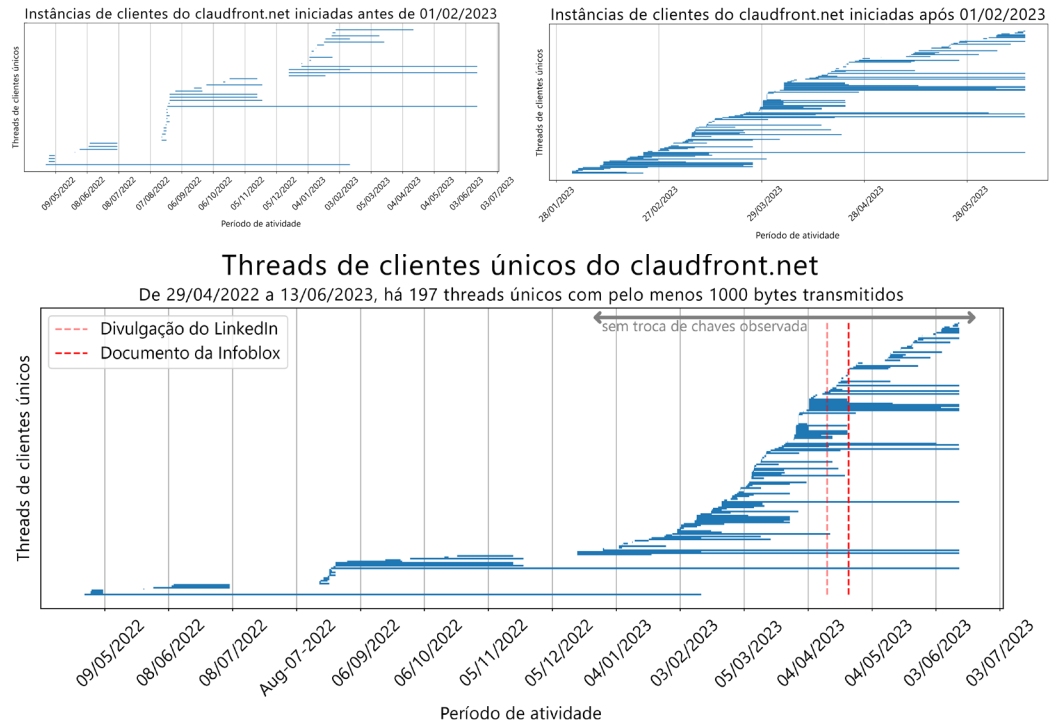 Instâncias de clientes do claudfront.net iniciadas antes de 01/02/2023
Threads de clientes únicos
09/05/2022
08/06/2022
08/07/2022
07/08/2022
06/09/2022
06/10/2022
05/11/2022
05/12/2022
04/01/2023
03/02/2023
05/03/2023
04/04/2023
04/05/2023
03/06/2023
03/07/2023
Período de atividade
Instâncias de clientes do claudfront.net iniciadas após 01/02/2023
Threads de clientes únicos
28/01/2023
27/02/2023
29/03/2023
28/04/2023
28/05/2023
Período de atividade
Threads de clientes únicos do claudfront.net
De 29/04/2022 a 13/06/2023, há 197 threads únicos com pelo menos 1000 bytes transmitidos
Divulgação do LinkedIn
Documento da Infoblox
sem troca de chaves observada
Threads de clientes únicos
09/05/2022
08/06/2022
08/07/2022
Aug-07-2022
06/09/2022
06/10/2022
05/11/2022
05/12/2022
04/01/2023
03/02/2023
05/03/2023
04/04/2023
04/05/2023
03/06/2023
03/07/2023
Período de atividade